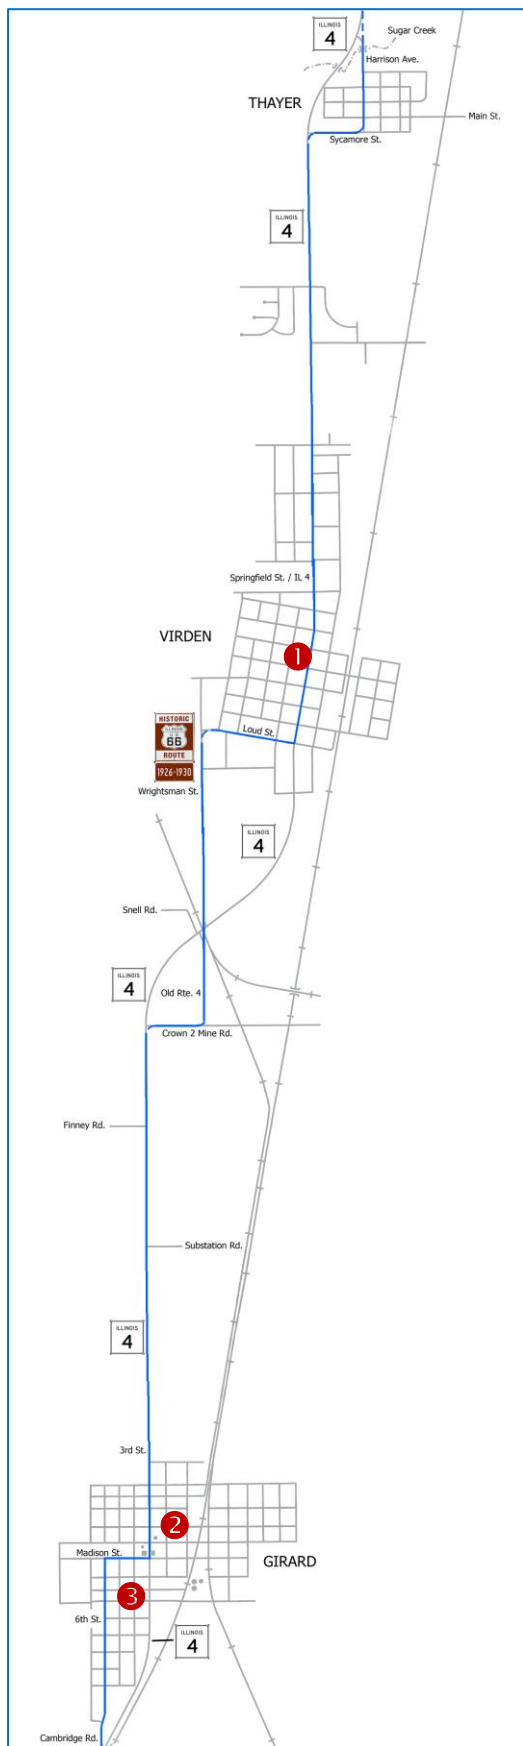 ILLINOIS
4
Sugar Creek
Harrison Ave.
THAYER
Main St.
Sycamore St.
ILLINOIS
4
Springfield St. / IL 4
VIRDEN
1
HISTORIC
ILLINOIS
US
66
ROUTE
1926-1930
Loud St.
Wrightsman St.
ILLINOIS
4
Snell Rd.
ILLINOIS
4
Old Rte. 4
Crown 2 Mine Rd.
Finney Rd.
Substation Rd.
ILLINOIS
4
3rd St.
2
Madison St.
GIRARD
3
6th St.
ILLINOIS
4
Cambridge Rd.